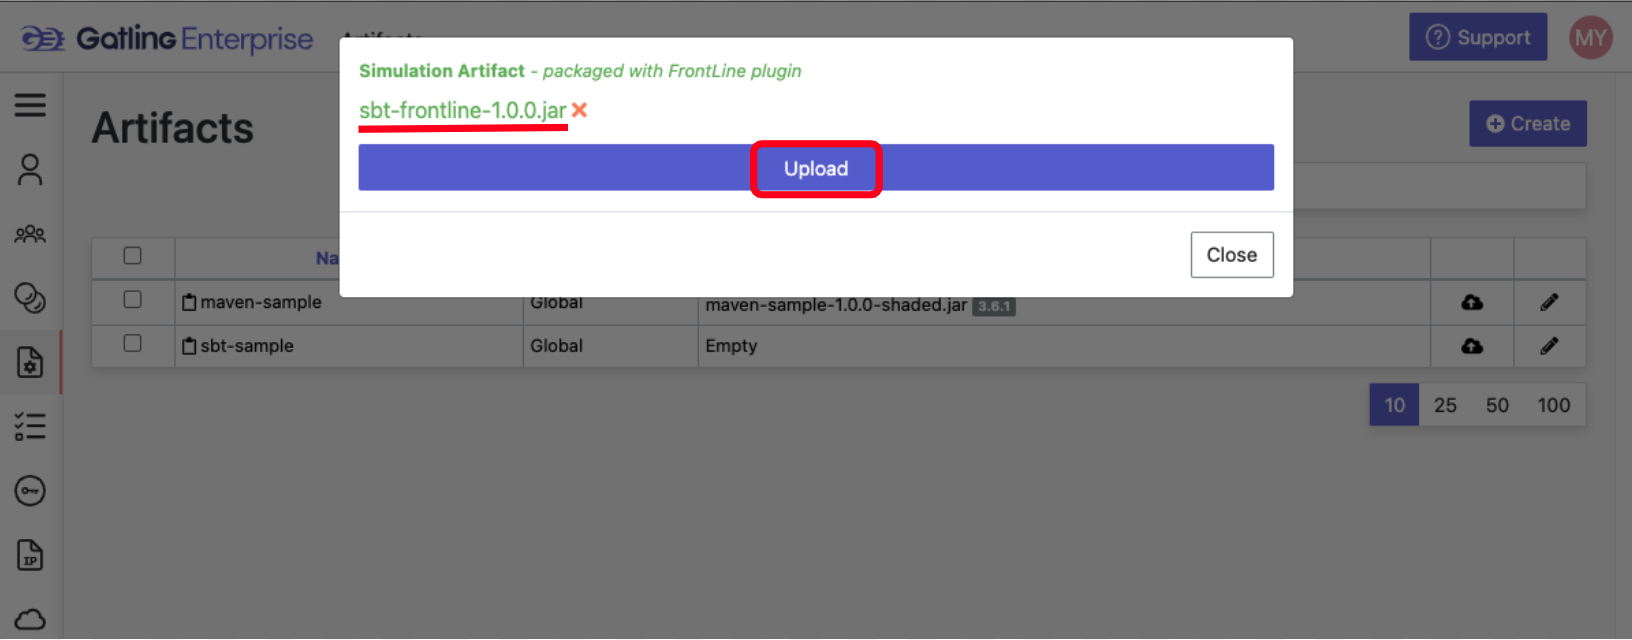 Gatling Enterprise
Support
MY
Simulation Artifact - packaged with FrontLine plugin
sbt-frontline-1.0.0.jar
Upload
Close
Artifacts
Create
Na
maven-sample
Global
maven-sample-1.0.0-shaded.jar 3.6.1
sbt-sample
Global
Empty
10 25 50 100
IP